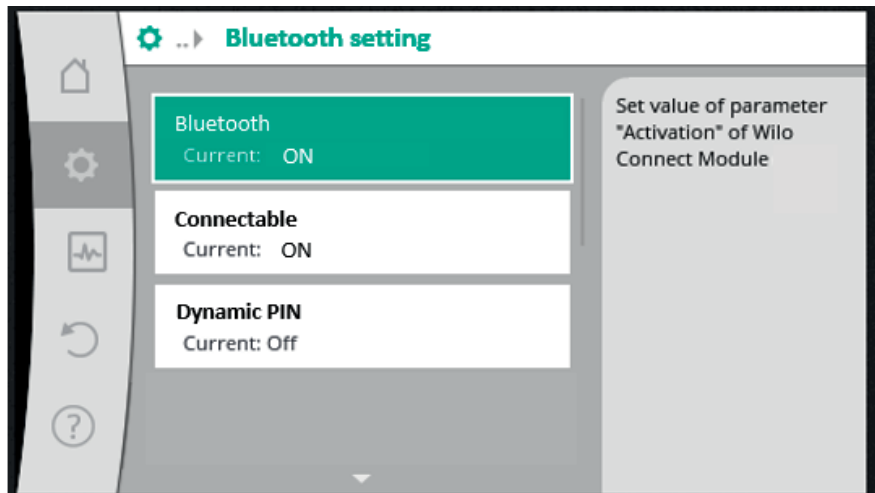 ..▸ Bluetooth setting
Bluetooth
Current: ON
Connectable
Current: ON
Dynamic PIN
Current: Off
Set value of parameter
"Activation" of Wilo
Connect Module
?